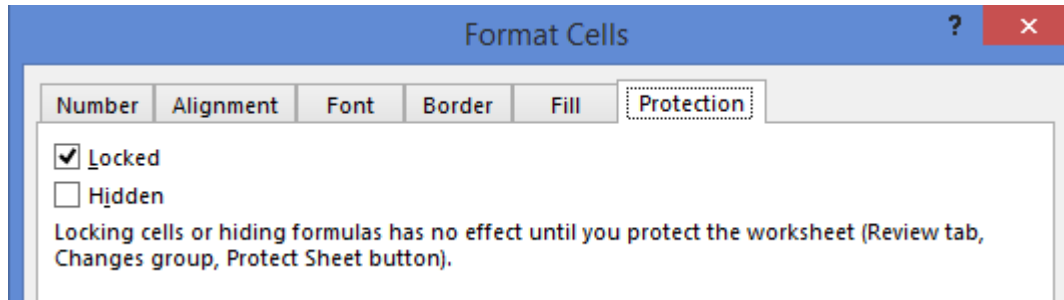 Format Cells
? ×
Number Alignment Font Border Fill Protection
Locked
Hidden
Locking cells or hiding formulas has no effect until you protect the worksheet (Review tab,
Changes group, Protect Sheet button).